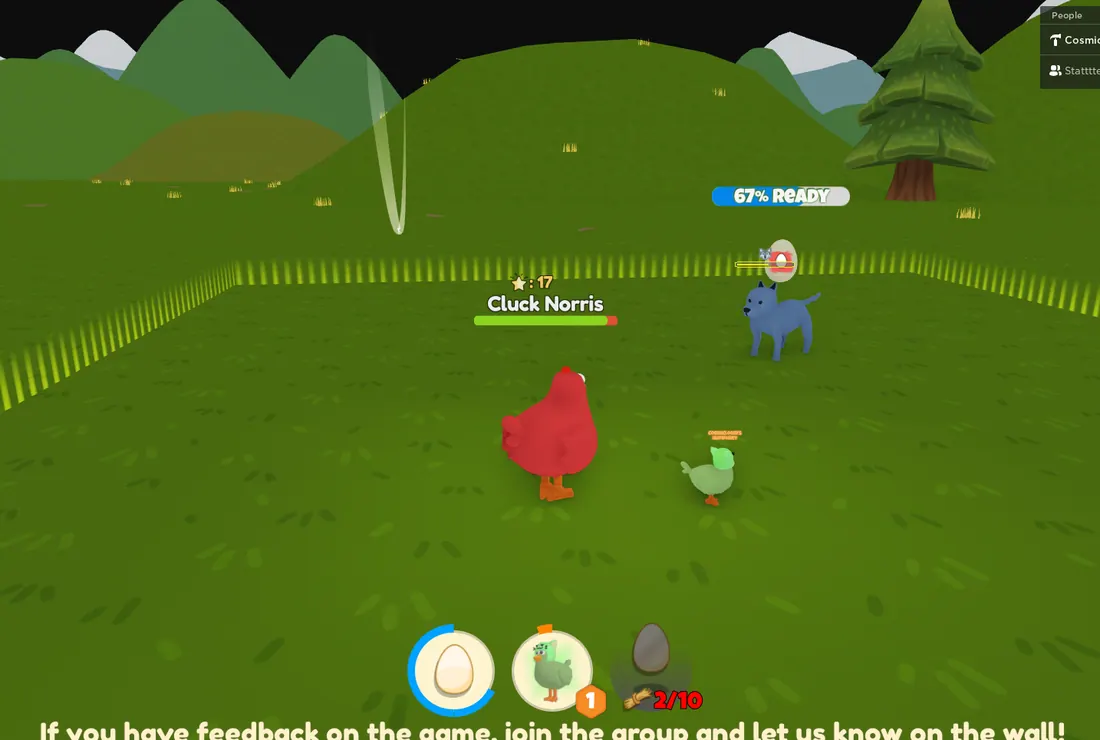 People
Cosmic
Statttte
67% READY
: 17
Cluck Norris
1
2/10
If you have feedback on the game, join the group and let us know on the wall!